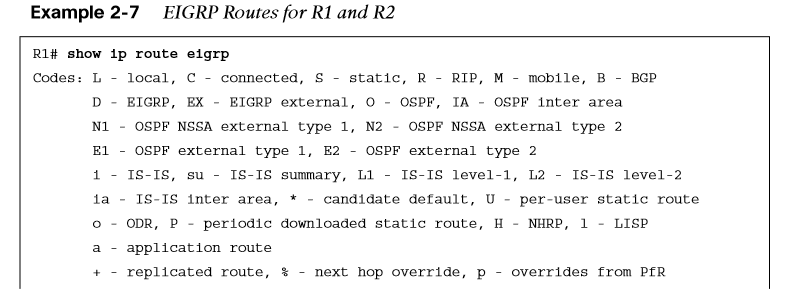 Example 2-7 EIGRP Routes for R1 and R2
R1# show ip route eigrp
Codes: L - local, C - connected, S - static, R - RIP, M - mobile, B - BGP
D - EIGRP, EX - EIGRP external, O - OSPF, IA - OSPF inter area
N1 - OSPF NSSA external type 1, N2 - OSPF NSSA external type 2
E1 - OSPF external type 1, E2 - OSPF external type 2
i - IS-IS, su - IS-IS summary, L1 - IS-IS level-1, L2 - IS-IS level-2
ia - IS-IS inter area, * - candidate default, U - per-user static route
o - ODR, P - periodic downloaded static route, H - NHRP, l - LISP
a - application route
+ - replicated route, % - next hop override, p - overrides from PfR